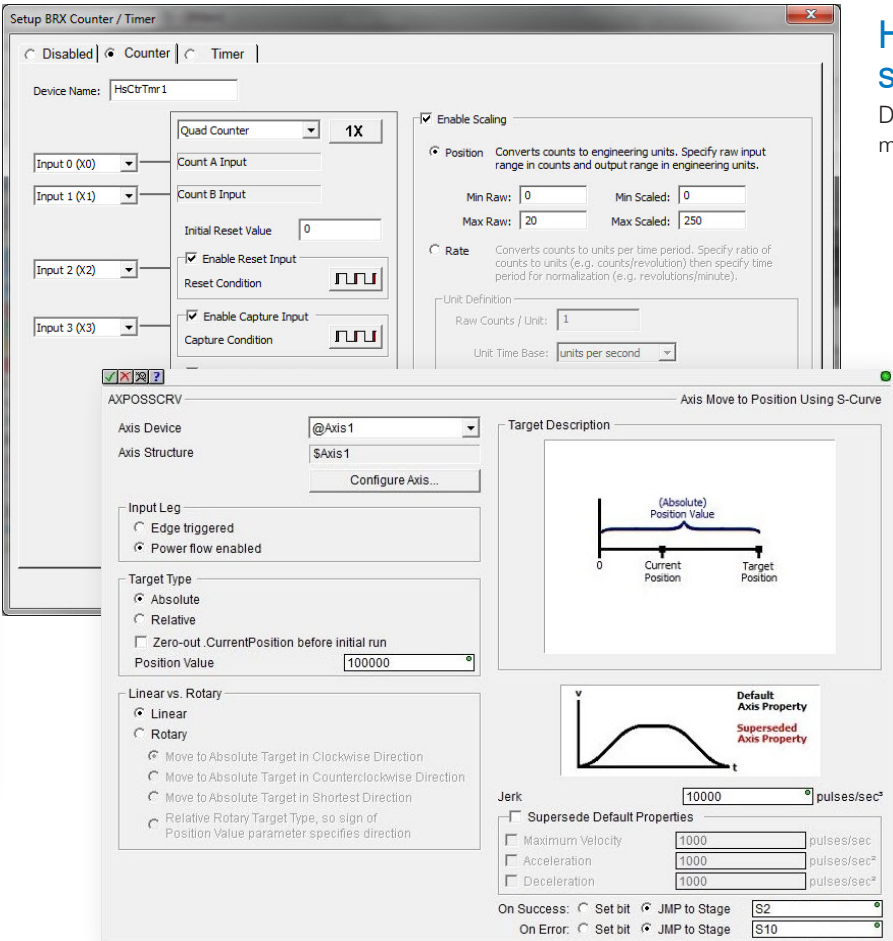 Setup BRX Counter / Timer
Disabled Counter Timer
Device Name: HsCtrTmr1
Quad Counter 1X
Input 0 (X0) Count A Input
Input 1 (X1) Count B Input
Initial Reset Value 0
Enable Reset Input
Input 2 (X2) Reset Condition
Enable Capture Input
Input 3 (X3) Capture Condition
Enable Scaling
Position Converts counts to engineering units. Specify raw input
range in counts and output range in engineering units.
Min Raw: 0 Min Scaled: 0
Max Raw: 20 Max Scaled: 250
Rate Converts counts to units per time period. Specify ratio of
counts to units (e.g. counts/revolution) then specify time
period for normalization (e.g. revolutions/minute).
Unit Definition
Raw Counts / Unit: 1
Unit Time Base: units per second
?
AXPOSSCRV Axis Move to Position Using S-Curve
Axis Device @Axis1
Axis Structure $Axis1
Configure Axis...
Input Leg
Edge triggered
Power flow enabled
Target Type
Absolute
Relative
Zero-out .CurrentPosition before initial run
Position Value 100000
Linear vs. Rotary
Linear
Rotary
Move to Absolute Target in Clockwise Direction
Move to Absolute Target in Counterclockwise Direction
Move to Absolute Target in Shortest Direction
Relative Rotary Target Type, so sign of
Position Value parameter specifies direction
Target Description
(Absolute)
Position Value
0 Current Position Target Position
v
Default
Axis Property
Superseded
Axis Property
t
Jerk 10000 pulses/sec³
Supersede Default Properties
Maximum Velocity 1000 pulses/sec
Acceleration 1000 pulses/sec²
Deceleration 1000 pulses/sec²
On Success: Set bit JMP to Stage S2
On Error: Set bit JMP to Stage S10